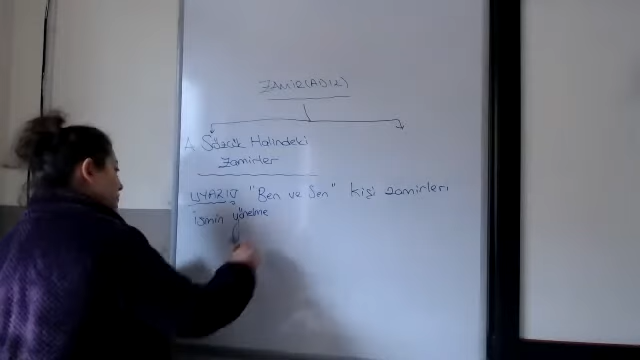 ZAMİR(ADIL)
A. Sözcük Halindeki
Zamirler
UYARI! "Ben ve Sen" kişi zamirleri
ismin yönelme